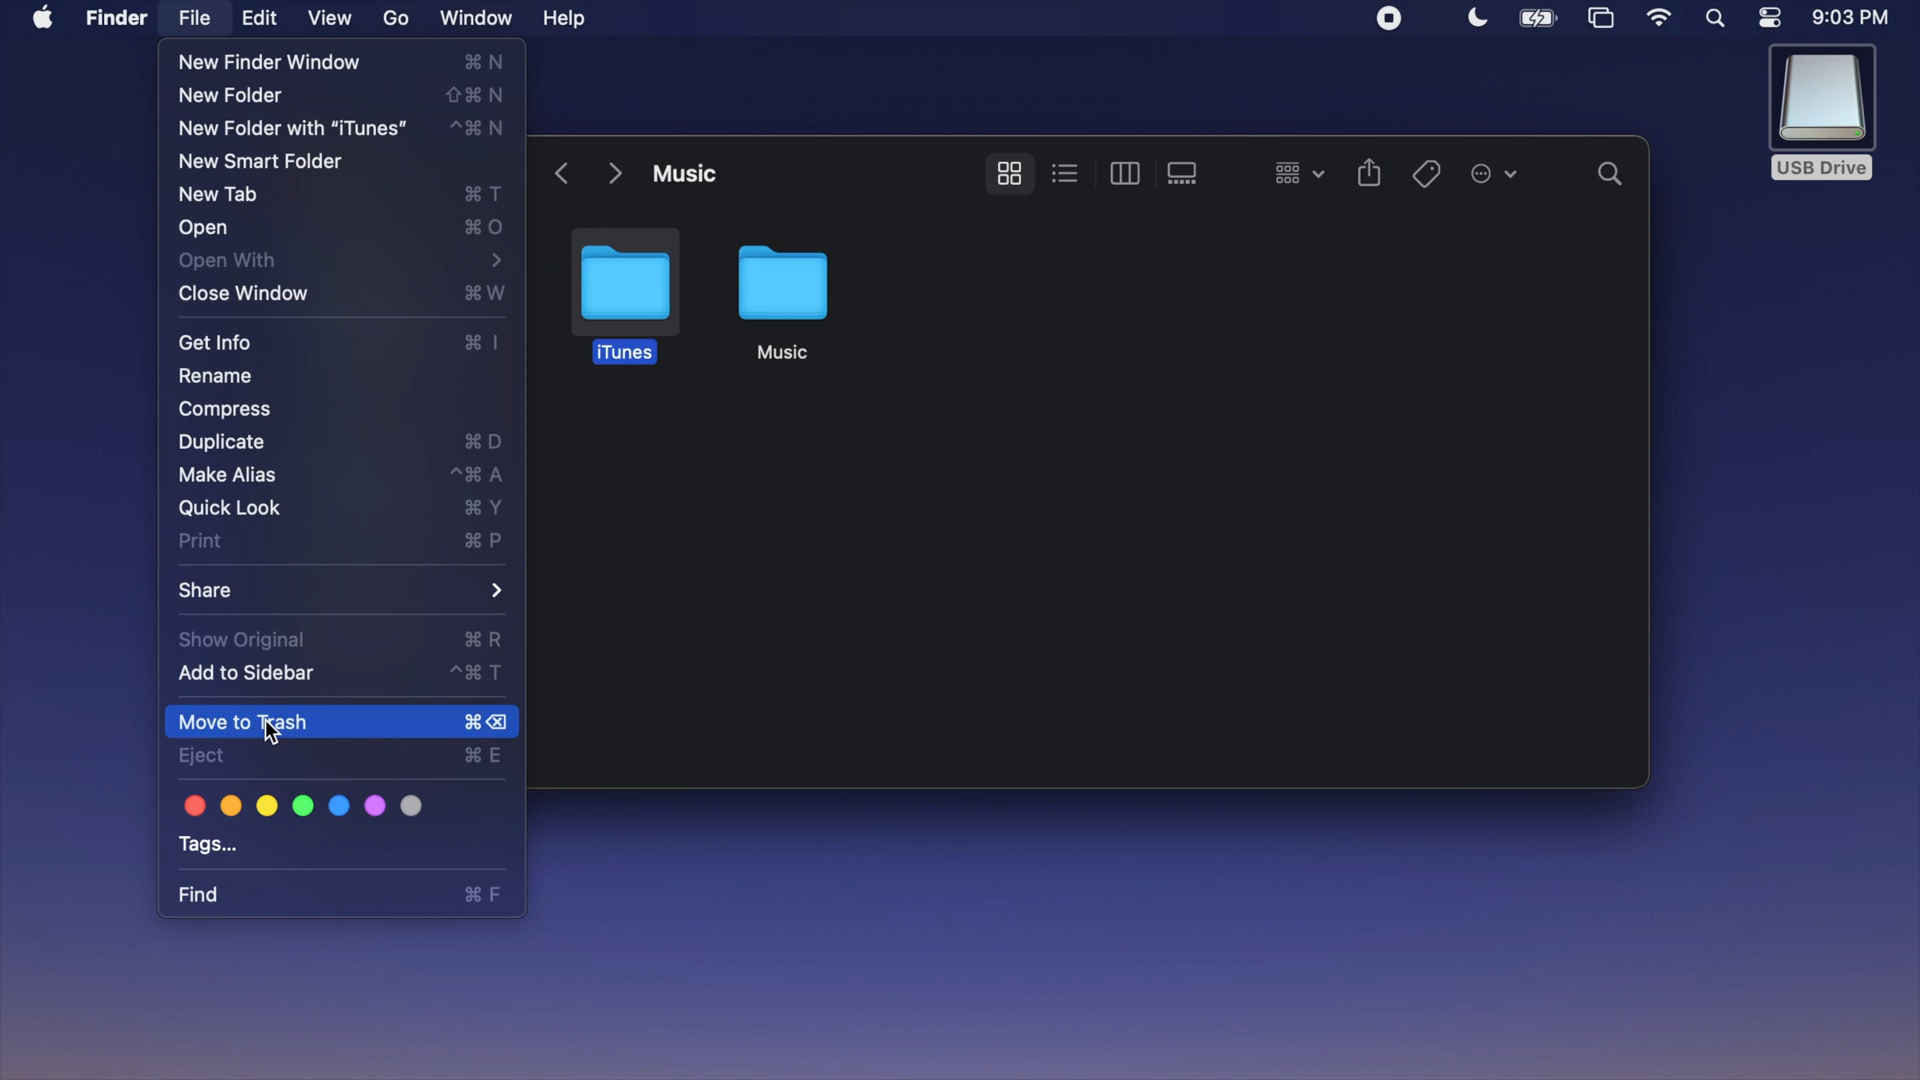 Finder File Edit View Go Window Help 9:03 PM
New Finder Window ⌘ N
New Folder ⇧⌘ N
New Folder with “iTunes” ^⌘ N
New Smart Folder
New Tab ⌘ T
Open ⌘ O
Open With >
Close Window ⌘ W
Get Info ⌘ I
Rename
Compress
Duplicate ⌘ D
Make Alias ^⌘ A
Quick Look ⌘ Y
Print ⌘ P
Share >
Show Original ⌘ R
Add to Sidebar ^⌘ T
Move to Trash ⌘⌫
Eject ⌘ E
Tags...
Find ⌘ F
Music
iTunes Music
USB Drive